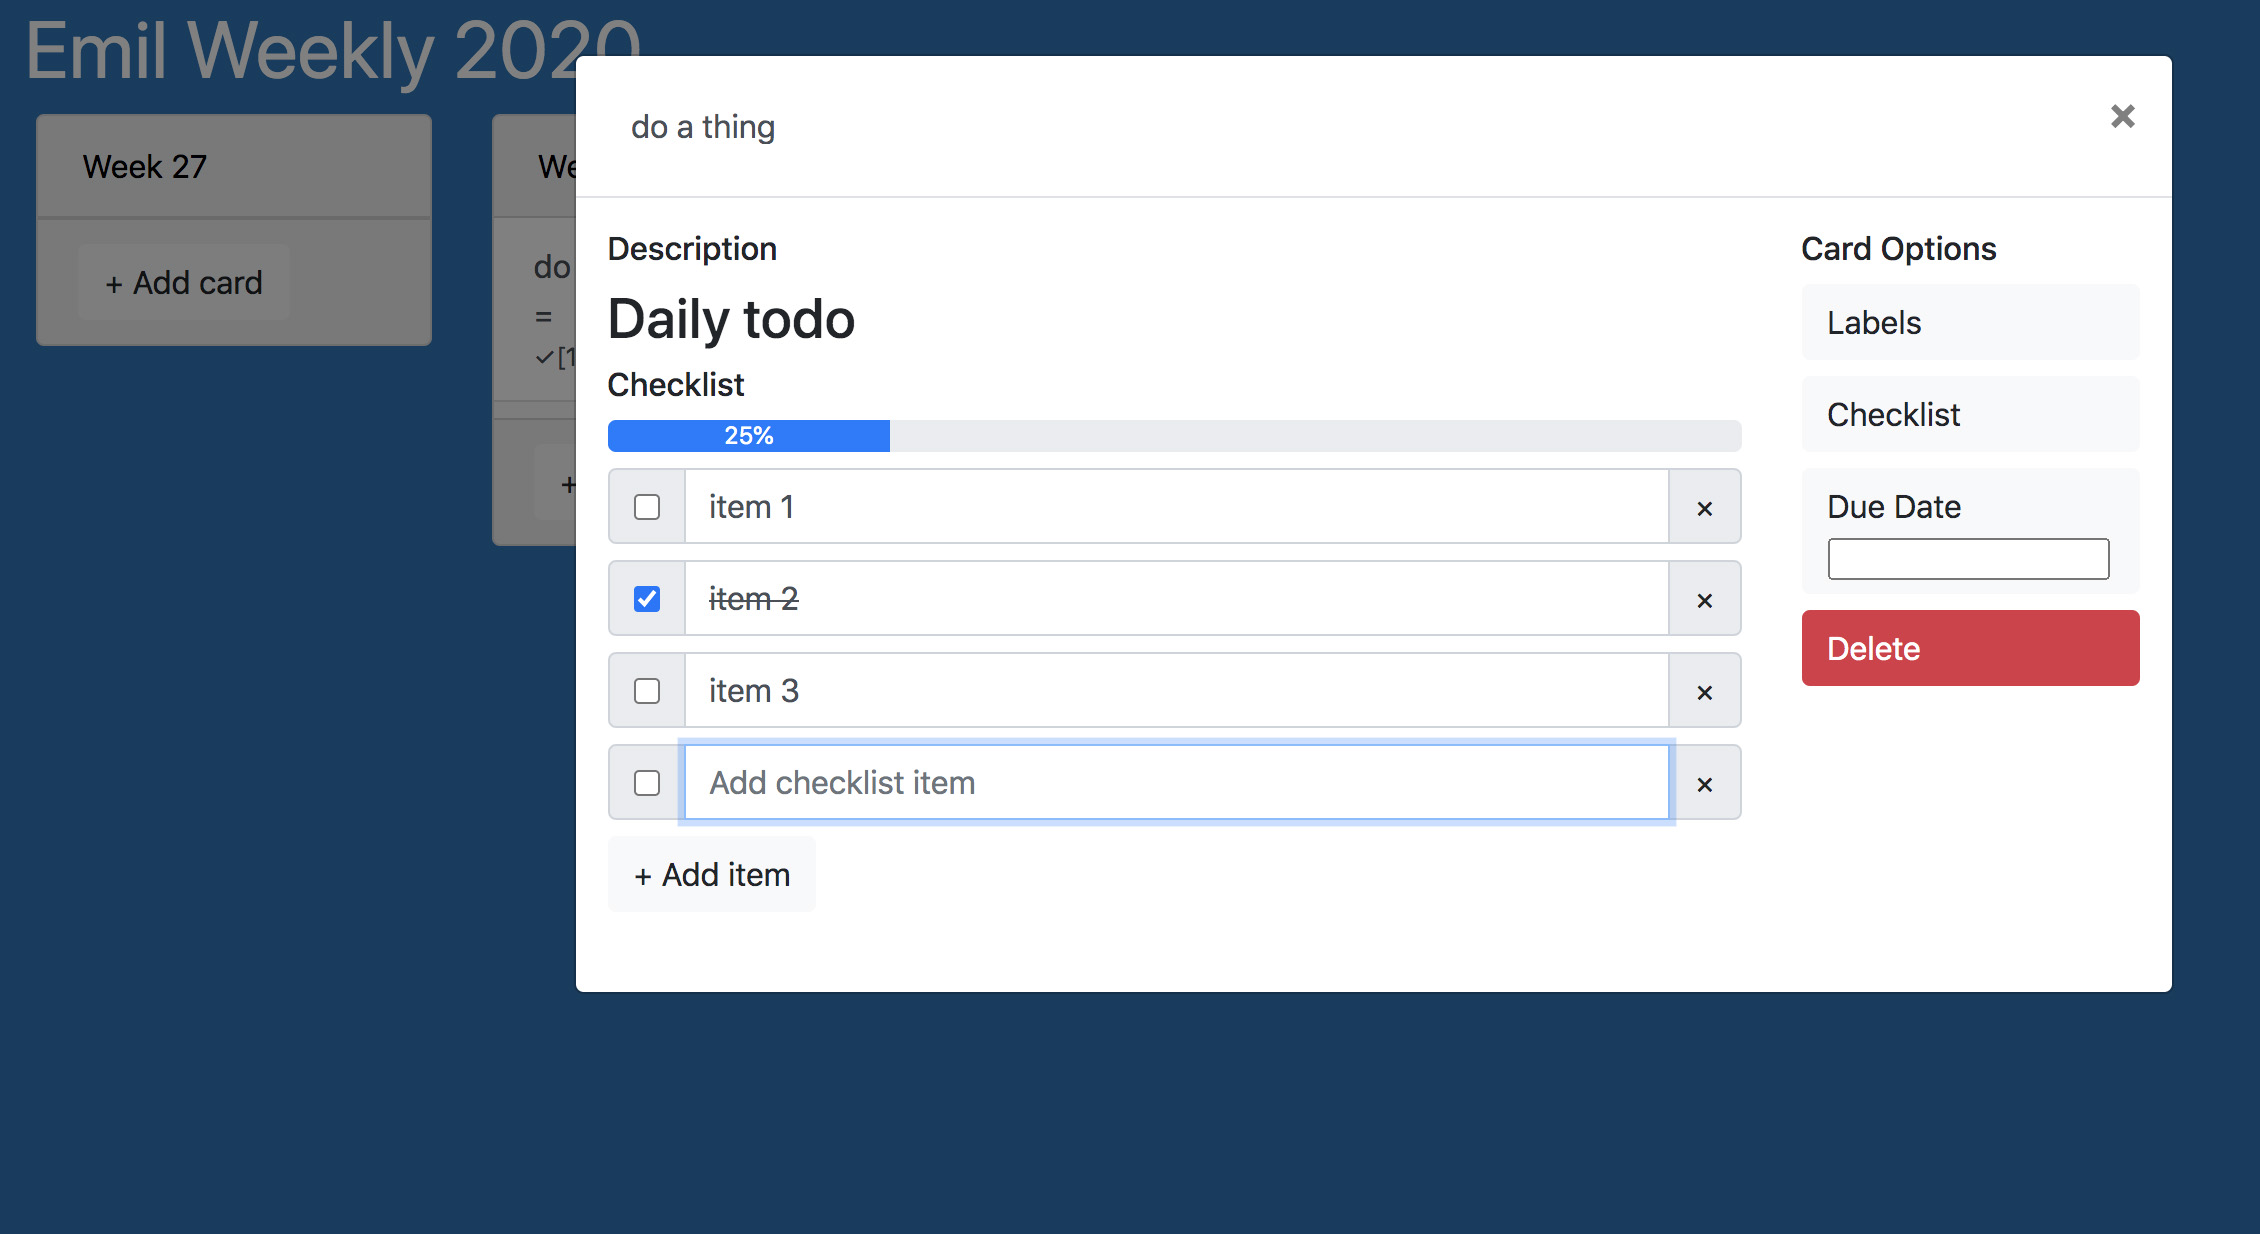 Emil Weekly 2020
Week 27
+ Add card
do
=
✓[1
+
do a thing
×
Description
Daily todo
Checklist
25%
item 1 ×
item 2 ×
item 3 ×
Add checklist item ×
+ Add item
Card Options
Labels
Checklist
Due Date
Delete